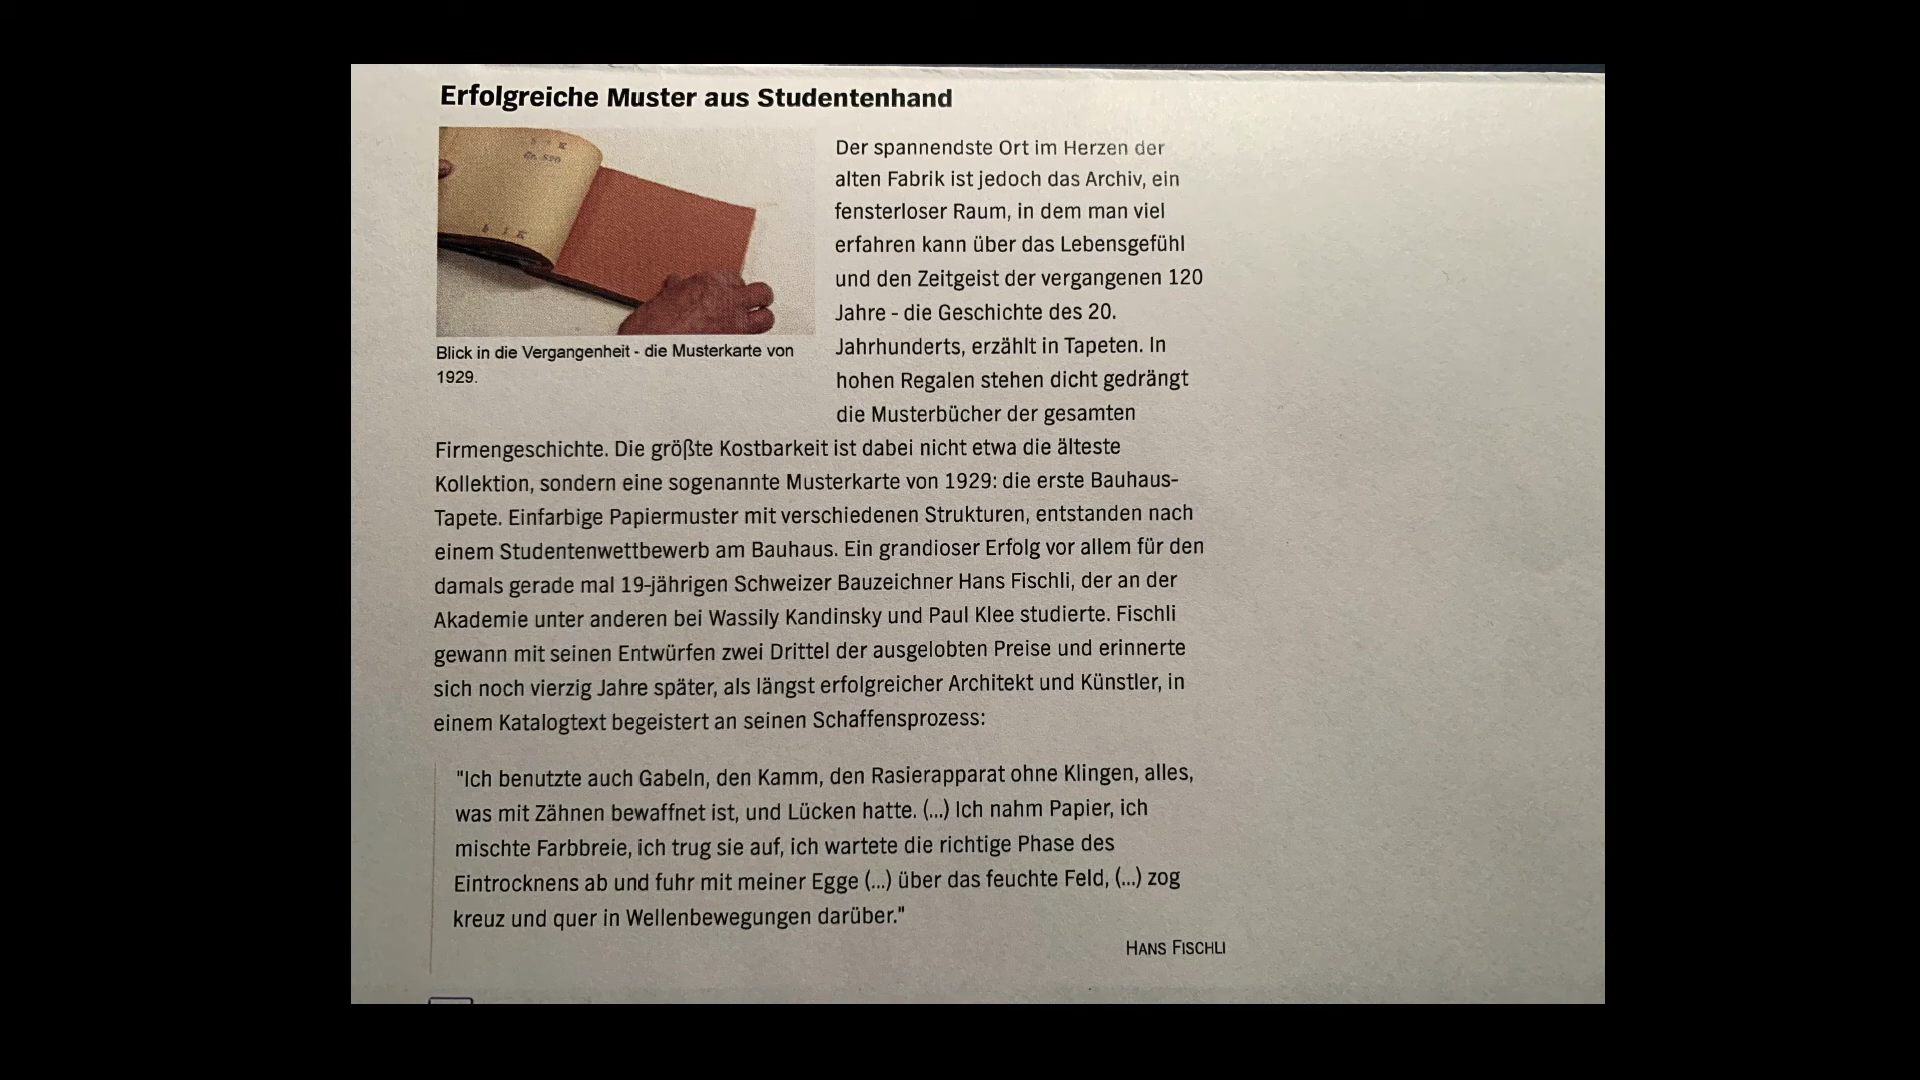 Erfolgreiche Muster aus Studentenhand
Der spannendste Ort im Herzen der
alten Fabrik ist jedoch das Archiv, ein
fensterloser Raum, in dem man viel
erfahren kann über das Lebensgefühl
und den Zeitgeist der vergangenen 120
Jahre - die Geschichte des 20.
Jahrhunderts, erzählt in Tapeten. In
hohen Regalen stehen dicht gedrängt
die Musterbücher der gesamten
Blick in die Vergangenheit - die Musterkarte von
1929.
Firmengeschichte. Die größte Kostbarkeit ist dabei nicht etwa die älteste
Kollektion, sondern eine sogenannte Musterkarte von 1929: die erste Bauhaus-
Tapete. Einfarbige Papiermuster mit verschiedenen Strukturen, entstanden nach
einem Studentenwettbewerb am Bauhaus. Ein grandioser Erfolg vor allem für den
damals gerade mal 19-jährigen Schweizer Bauzeichner Hans Fischli, der an der
Akademie unter anderen bei Wassily Kandinsky und Paul Klee studierte. Fischli
gewann mit seinen Entwürfen zwei Drittel der ausgelobten Preise und erinnerte
sich noch vierzig Jahre später, als längst erfolgreicher Architekt und Künstler, in
einem Katalogtext begeistert an seinen Schaffensprozess:
"Ich benutzte auch Gabeln, den Kamm, den Rasierapparat ohne Klingen, alles,
was mit Zähnen bewaffnet ist, und Lücken hatte. (...) Ich nahm Papier, ich
mischte Farbbreie, ich trug sie auf, ich wartete die richtige Phase des
Eintrocknens ab und fuhr mit meiner Egge (...) über das feuchte Feld, (...) zog
kreuz und quer in Wellenbewegungen darüber."
HANS FISCHLI